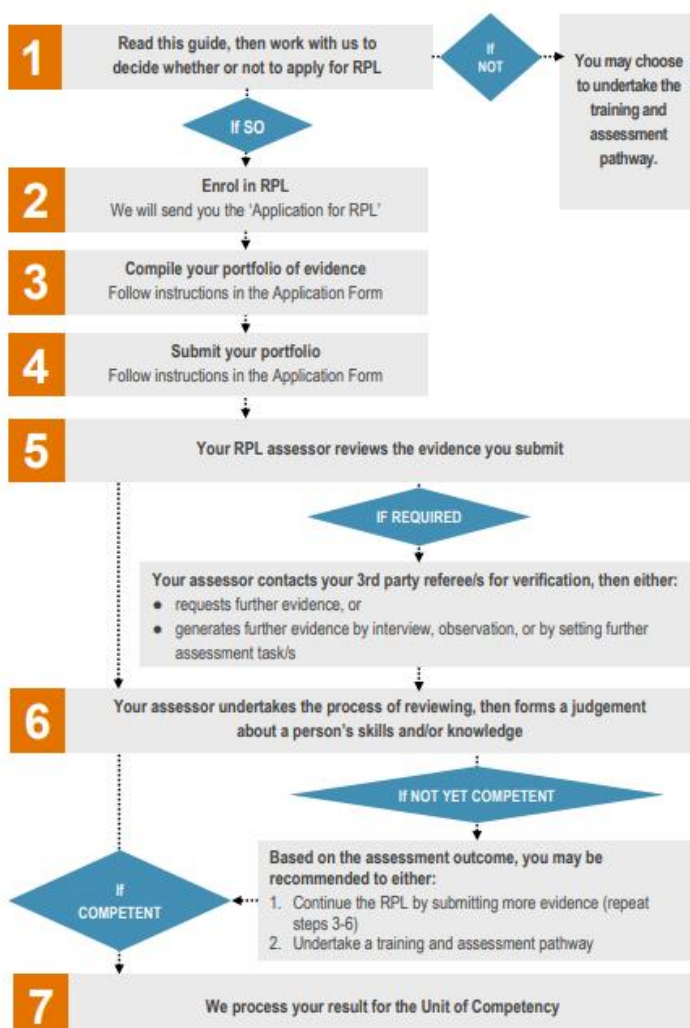 1
Read this guide, then work with us to
decide whether or not to apply for RPL
If
NOT
You may choose
to undertake the
training and
assessment
pathway.
If SO
2
Enrol in RPL
We will send you the ‘Application for RPL’
3
Compile your portfolio of evidence
Follow instructions in the Application Form
4
Submit your portfolio
Follow instructions in the Application Form
5
Your RPL assessor reviews the evidence you submit
IF REQUIRED
Your assessor contacts your 3rd party referee/s for verification, then either:
● requests further evidence, or
● generates further evidence by interview, observation, or by setting further
assessment task/s
6
Your assessor undertakes the process of reviewing, then forms a judgement
about a person’s skills and/or knowledge
If NOT YET COMPETENT
Based on the assessment outcome, you may be
recommended to either:
1. Continue the RPL by submitting more evidence (repeat
steps 3-6)
2. Undertake a training and assessment pathway
If
COMPETENT
7
We process your result for the Unit of Competency